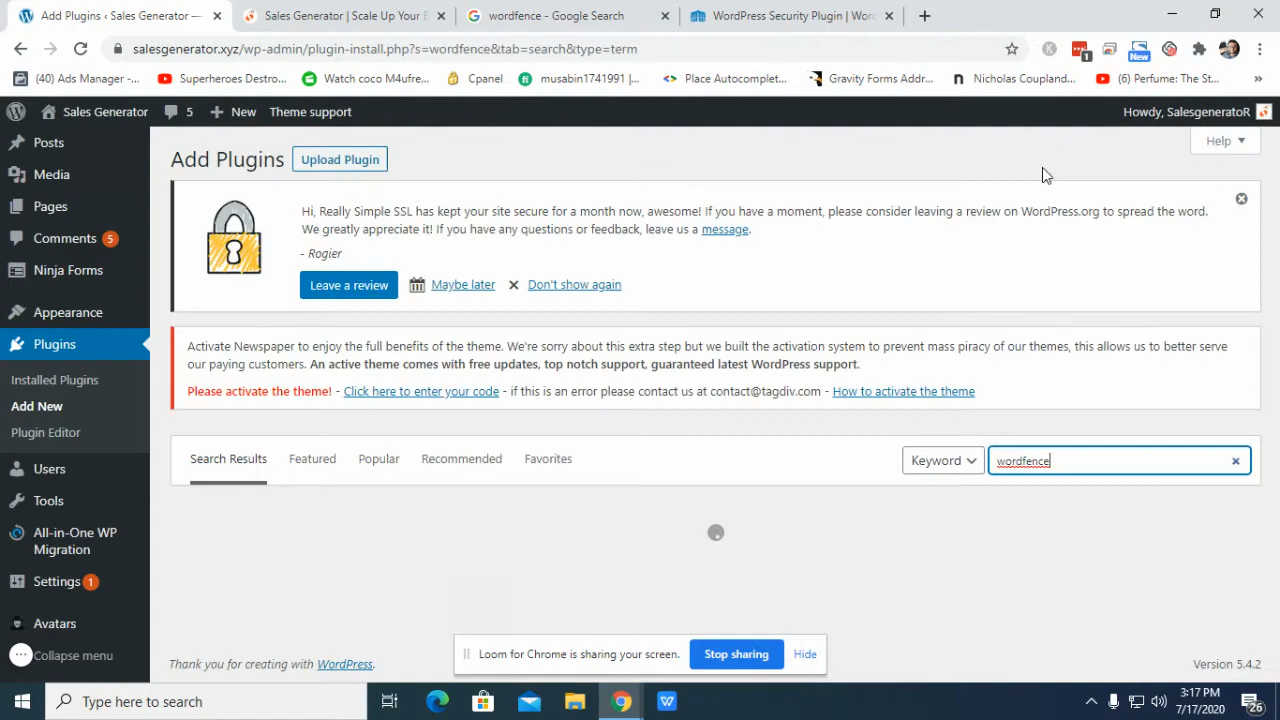 Add Plugins ‹ Sales Generator —
Sales Generator | Scale Up Your B
wordfence - Google Search
WordPress Security Plugin | Word
salesgenerator.xyz/wp-admin/plugin-install.php?s=wordfence&tab=search&type=term
1
New
(40) Ads Manager -...
Superheroes Destro...
Watch coco M4ufre...
Cpanel
musabin1741991 |...
Place Autocomplet...
Gravity Forms Addr...
Nicholas Coupland...
(6) Perfume: The St...
»
Sales Generator
5
New
Theme support
Howdy, SalesgeneratoR
Posts
Media
Pages
Comments 5
Ninja Forms
Appearance
Plugins
Installed Plugins
Add New
Plugin Editor
Users
Tools
All-in-One WP
Migration
Settings 1
Avatars
Collapse menu
Help
Add Plugins
Upload Plugin
Hi, Really Simple SSL has kept your site secure for a month now, awesome! If you have a moment, please consider leaving a review on WordPress.org to spread the word.
We greatly appreciate it! If you have any questions or feedback, leave us a message.
- Rogier
Leave a review
Maybe later
Don't show again
Activate Newspaper to enjoy the full benefits of the theme. We're sorry about this extra step but we built the activation system to prevent mass piracy of our themes, this allows us to better serve
our paying customers. An active theme comes with free updates, top notch support, guaranteed latest WordPress support.
Please activate the theme! - Click here to enter your code - if this is an error please contact us at contact@tagdiv.com - How to activate the theme
Search Results
Featured
Popular
Recommended
Favorites
Keyword
wordfence
Loom for Chrome is sharing your screen.
Stop sharing
Hide
Thank you for creating with WordPress.
Version 5.4.2
Type here to search
3:17 PM
7/17/2020
26